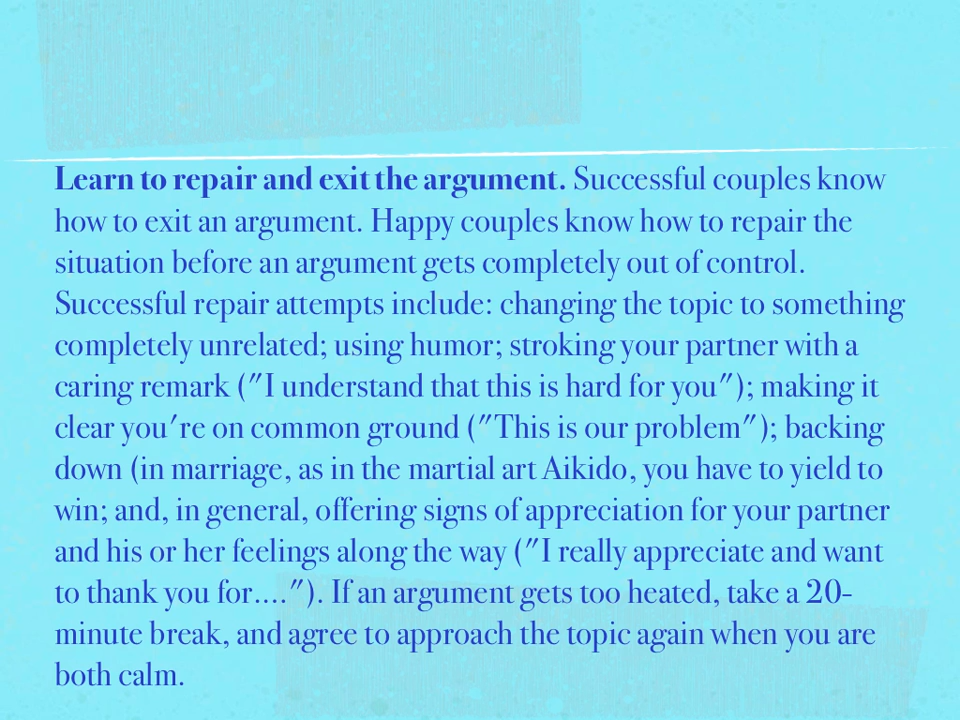 Learn to repair and exit the argument. Successful couples know
how to exit an argument. Happy couples know how to repair the
situation before an argument gets completely out of control.
Successful repair attempts include: changing the topic to something
completely unrelated; using humor; stroking your partner with a
caring remark ("I understand that this is hard for you"); making it
clear you're on common ground ("This is our problem"); backing
down (in marriage, as in the martial art Aikido, you have to yield to
win; and, in general, offering signs of appreciation for your partner
and his or her feelings along the way ("I really appreciate and want
to thank you for...."). If an argument gets too heated, take a 20-
minute break, and agree to approach the topic again when you are
both calm.